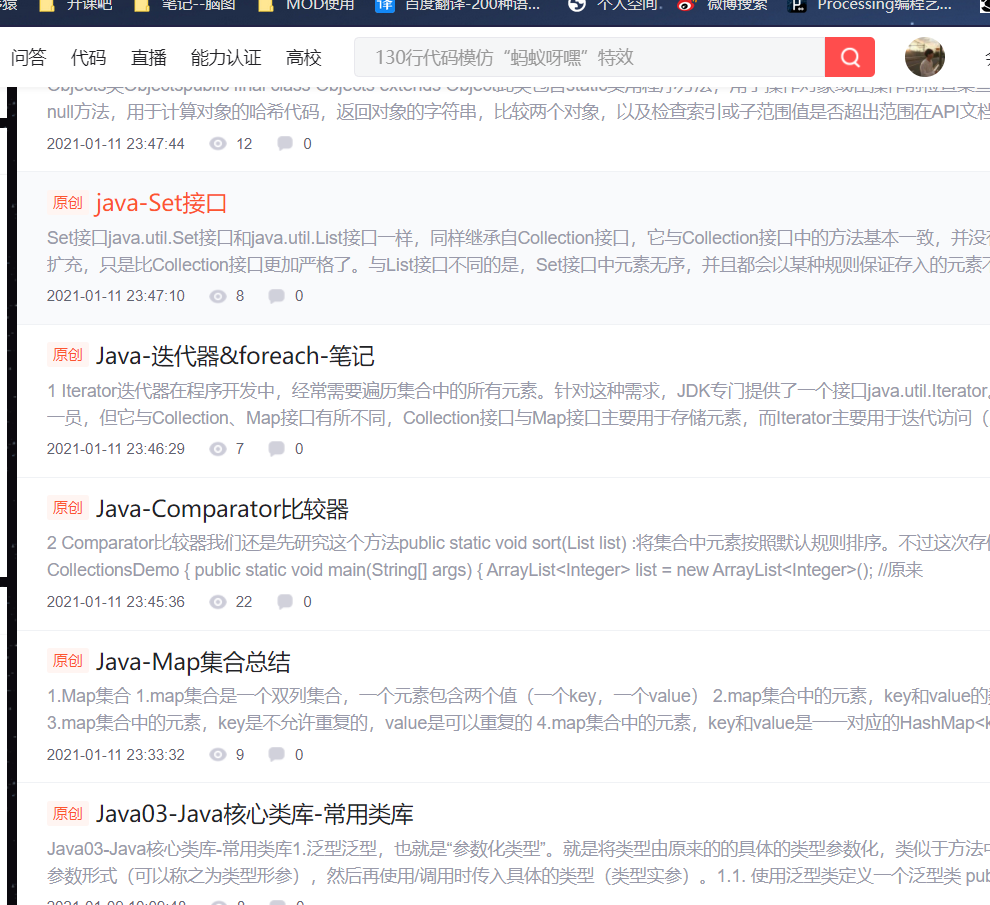 开课吧 笔记--脑图 MOD使用 译 百度翻译-200种语... 个人空间. 微博搜索 Processing编程艺...
问答 代码 直播 能力认证 高校 130行代码模仿“蚂蚁呀嘿”特效
null方法，用于计算对象的哈希代码，返回对象的字符串，比较两个对象，以及检查索引或子范围值是否超出范围在API文档
2021-01-11 23:47:44 12 0
原创 java-Set接口
Set接口java.util.Set接口和java.util.List接口一样，同样继承自Collection接口，它与Collection接口中的方法基本一致，并没
扩充，只是比Collection接口更加严格了。与List接口不同的是，Set接口中元素无序，并且都会以某种规则保证存入的元素不
2021-01-11 23:47:10 8 0
原创 Java-迭代器&foreach-笔记
1 Iterator迭代器在程序开发中，经常需要遍历集合中的所有元素。针对这种需求，JDK专门提供了一个接口java.util.Iterator。
一员，但它与Collection、Map接口有所不同，Collection接口与Map接口主要用于存储元素，而Iterator主要用于迭代访问（
2021-01-11 23:46:29 7 0
原创 Java-Comparator比较器
2 Comparator比较器我们还是先研究这个方法public static void sort(List list) :将集合中元素按照默认规则排序。不过这次存储
CollectionsDemo { public static void main(String[] args) { ArrayList<Integer> list = new ArrayList<Integer>(); //原来
2021-01-11 23:45:36 22 0
原创 Java-Map集合总结
1.Map集合 1.map集合是一个双列集合，一个元素包含两个值（一个key，一个value） 2.map集合中的元素，key和value的数
3.map集合中的元素，key是不允许重复的，value是可以重复的 4.map集合中的元素，key和value是一一对应的HashMap<k
2021-01-11 23:33:32 9 0
原创 Java03-Java核心类库-常用类库
Java03-Java核心类库-常用类库1.泛型泛型，也就是“参数化类型”。就是将类型由原来的的具体的类型参数化，类似于方法中
参数形式（可以称之为类型形参），然后再使用/调用时传入具体的类型（类型实参）。1.1. 使用泛型类定义一个泛型类 pub